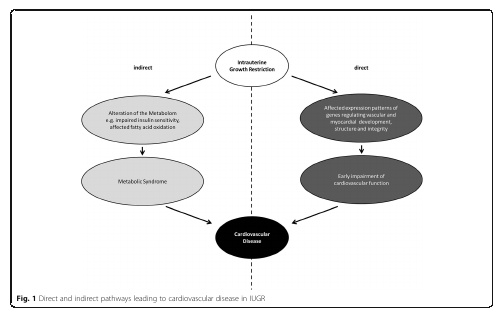 Intrauterine
Growth Restriction
indirect
direct
Alteration of the Metabolom
e.g. impaired insulin sensitivity,
affected fatty acid oxidation
Affected expression patterns of
genes regulating vascular and
myocardial development,
structure and integrity
Metabolic Syndrome
Early impairment of
cardiovascular function
Cardiovascular
Disease
Fig. 1 Direct and indirect pathways leading to cardiovascular disease in IUGR